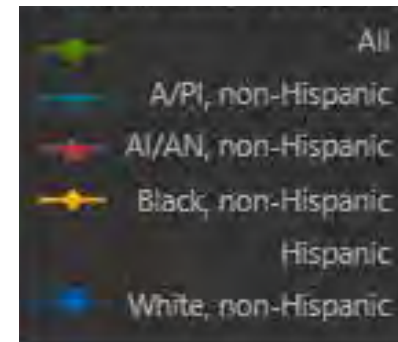 All
A/PI, non-Hispanic
AI/AN, non-Hispanic
Black, non-Hispanic
Hispanic
White, non-Hispanic